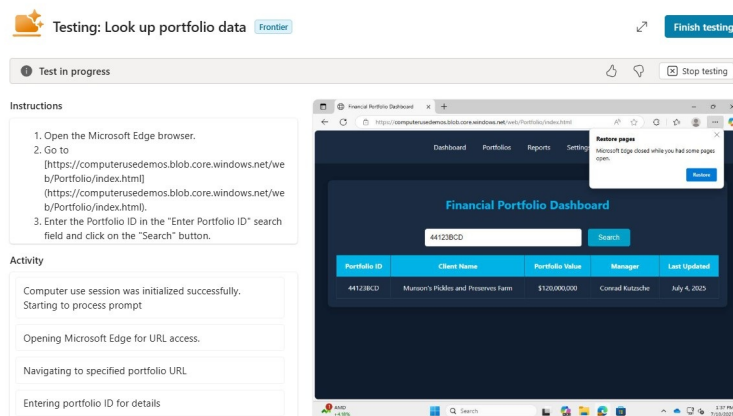 Testing: Look up portfolio data Frontier
Finish testing
Test in progress
Stop testing
Instructions
1. Open the Microsoft Edge browser.
2. Go to
[https://computerusedemos.blob.core.windows.net/we
b/Portfolio/index.html]
(https://computerusedemos.blob.core.windows.net/we
b/Portfolio/index.html).
3. Enter the Portfolio ID in the "Enter Portfolio ID" search
field and click on the "Search" button.
Activity
Computer use session was initialized successfully.
Starting to process prompt
Opening Microsoft Edge for URL access.
Navigating to specified portfolio URL
Entering portfolio ID for details
Financial Portfolio Dashboard
https://computerusedemos.blob.core.windows.net/web/Portfolio/index.html
Restore pages
Microsoft Edge closed while you had some pages
open.
Restore
Dashboard Portfolios Reports Settings
Financial Portfolio Dashboard
44123BCD Search
Portfolio ID Client Name Portfolio Value Manager Last Updated
44123BCD Munson's Pickles and Preserves Farm $120,000,000 Conrad Kutzsche July 4, 2025
Search